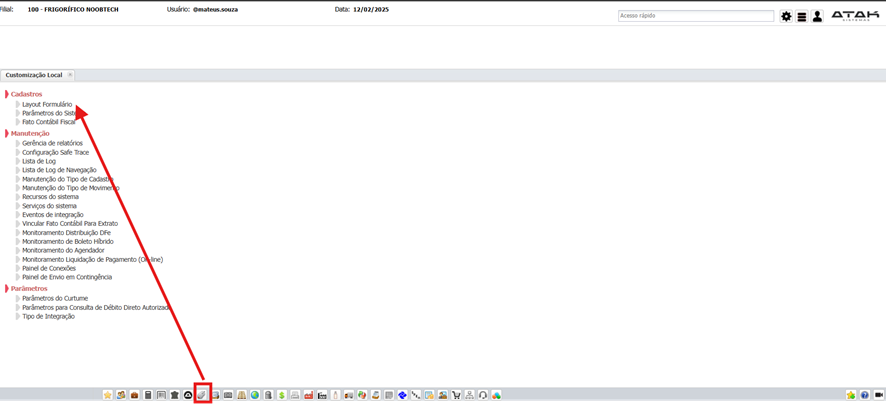 Filial: 100 - FRIGORÍFICO NOOBTECH Usuário: @mateus.souza Data: 12/02/2025
Acesso rápido
ATAK
SISTEMAS
Customização Local
Cadastros
Layout Formulário
Parâmetros do Sist
Fato Contábil Fiscal
Manutenção
Gerência de relatórios
Configuração Safe Trace
Lista de Log
Lista de Log de Navegação
Manutenção do Tipo de Cadastro
Manutenção do Tipo de Movimento
Recursos do sistema
Serviços do sistema
Eventos de integração
Vincular Fato Contábil Para Extrato
Monitoramento Distribuição DFe
Monitoramento de Boleto Híbrido
Monitoramento do Agendador
Monitoramento Liquidação de Pagamento (On-line)
Painel de Conexões
Painel de Envio em Contingência
Parâmetros
Parâmetros do Curtume
Parâmetros para Consulta de Débito Direto Autorizado
Tipo de Integração